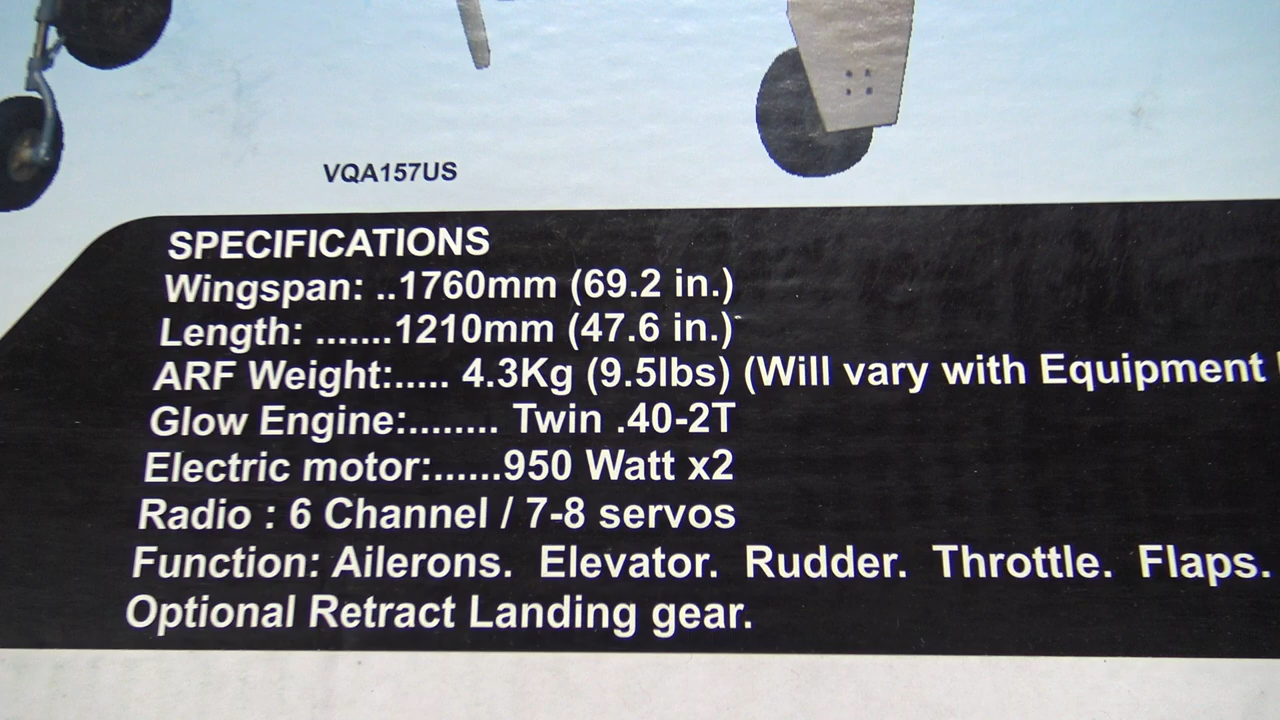 VQA157US
SPECIFICATIONS
Wingspan: ..1760mm (69.2 in.)
Length: .......1210mm (47.6 in.)
ARF Weight:..... 4.3Kg (9.5lbs) (Will vary with Equipment
Glow Engine:........ Twin .40-2T
Electric motor:......950 Watt x2
Radio : 6 Channel / 7-8 servos
Function: Ailerons. Elevator. Rudder. Throttle. Flaps.
Optional Retract Landing gear.